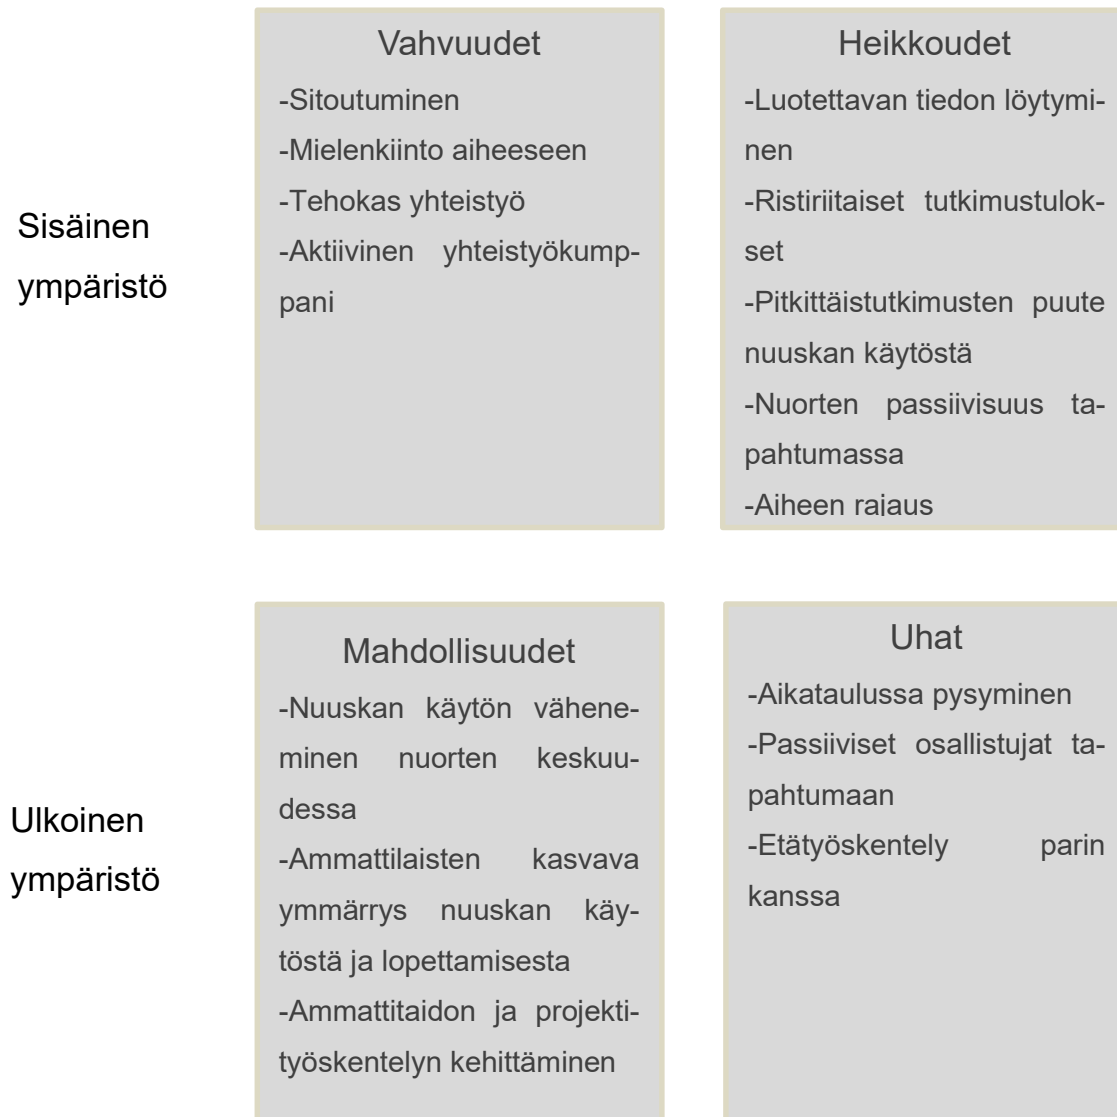 Sisäinen
ympäristö
Vahvuudet
-Sitoutuminen
-Mielenkiinto aiheeseen
-Tehokas yhteistyö
-Aktiivinen yhteistyökump-
pani
Heikkoudet
-Luotettavan tiedon löytymi-
nen
-Ristiriitaiset tutkimustulok-
set
-Pitkittäistutkimusten puute
nuuskan käytöstä
-Nuorten passiivisuus ta-
pahtumassa
-Aiheen rajaus
Ulkoinen
ympäristö
Mahdollisuudet
-Nuuskan käytön vähene-
minen nuorten keskuu-
dessa
-Ammattilaisten kasvava
ymmärrys nuuskan käy-
töstä ja lopettamisesta
-Ammattitaidon ja projekti-
työskentelyn kehittäminen
Uhat
-Aikataulussa pysyminen
-Passiiviset osallistujat ta-
pahtumaan
-Etätyöskentely parin
kanssa